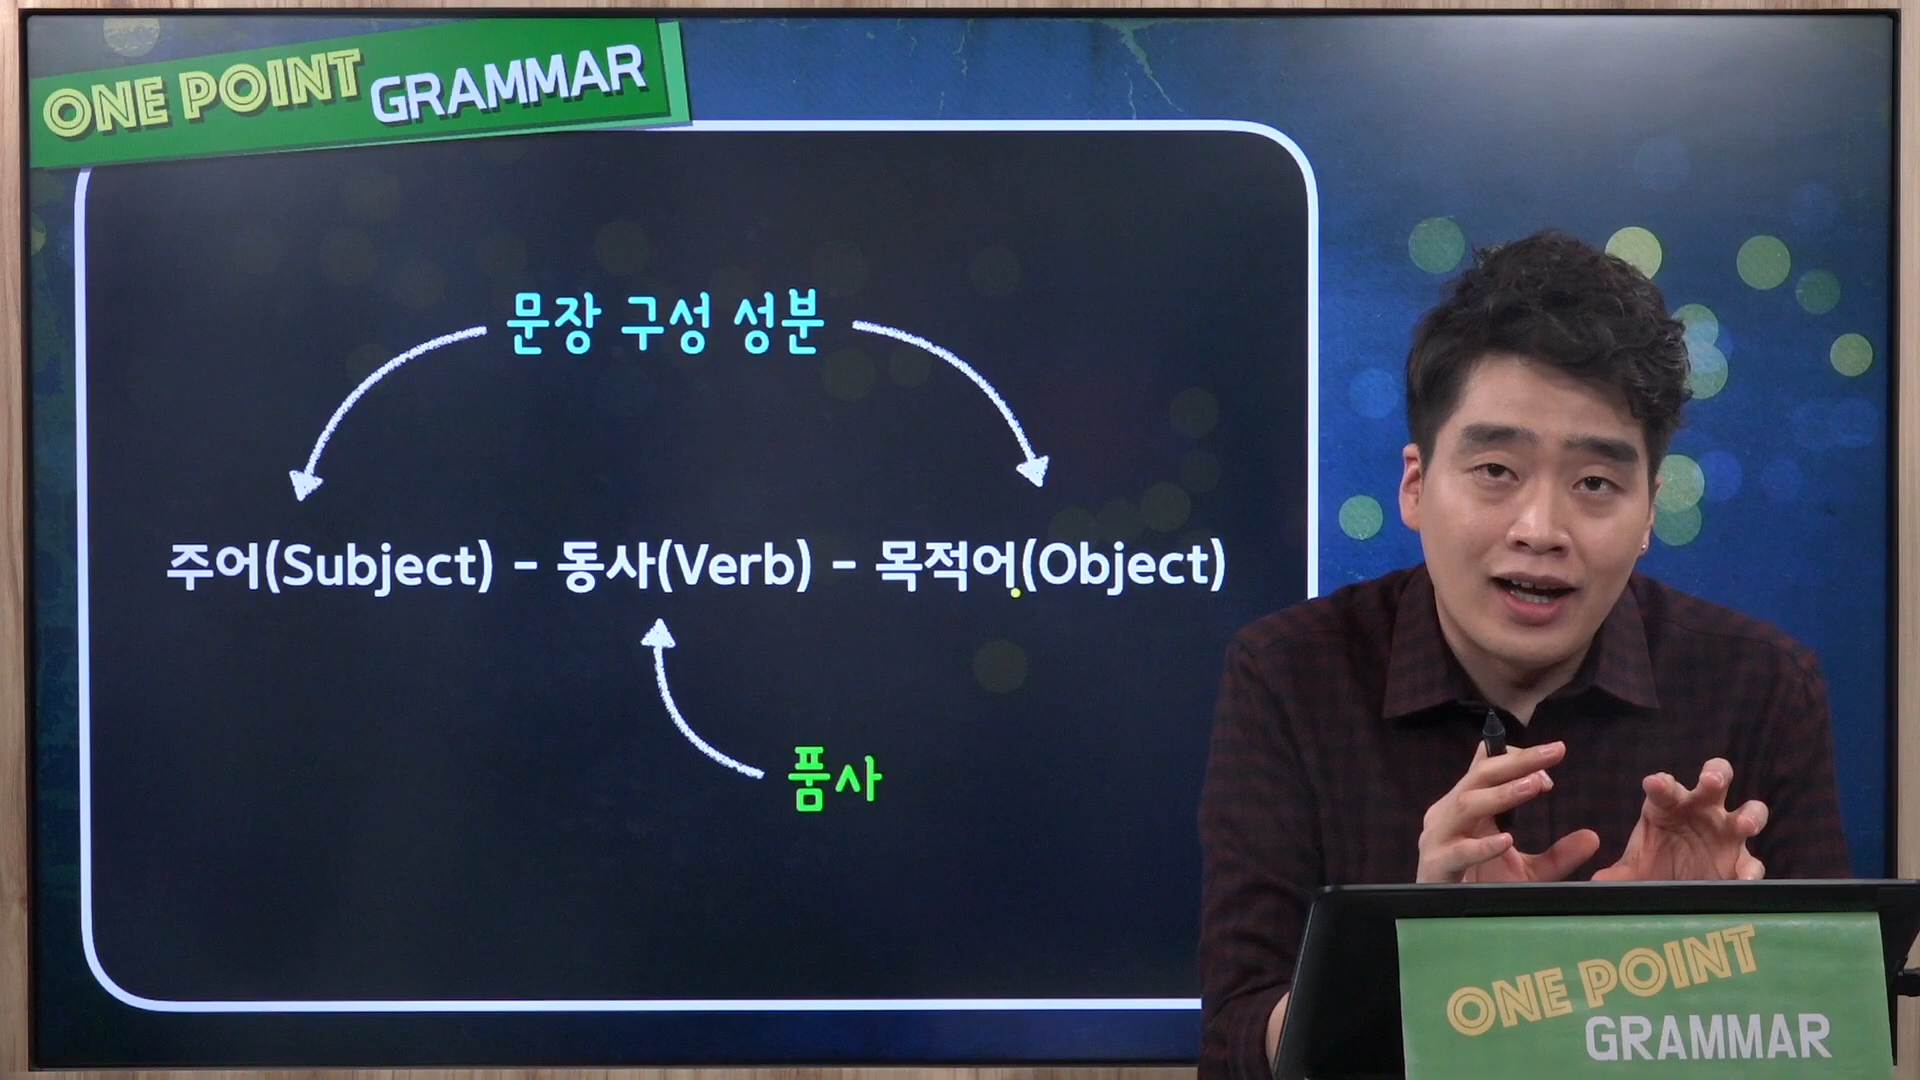 ONE POINT GRAMMAR
문장 구성 성분
주어(Subject) - 동사(Verb) - 목적어(Object)
품사
ONE POINT
GRAMMAR